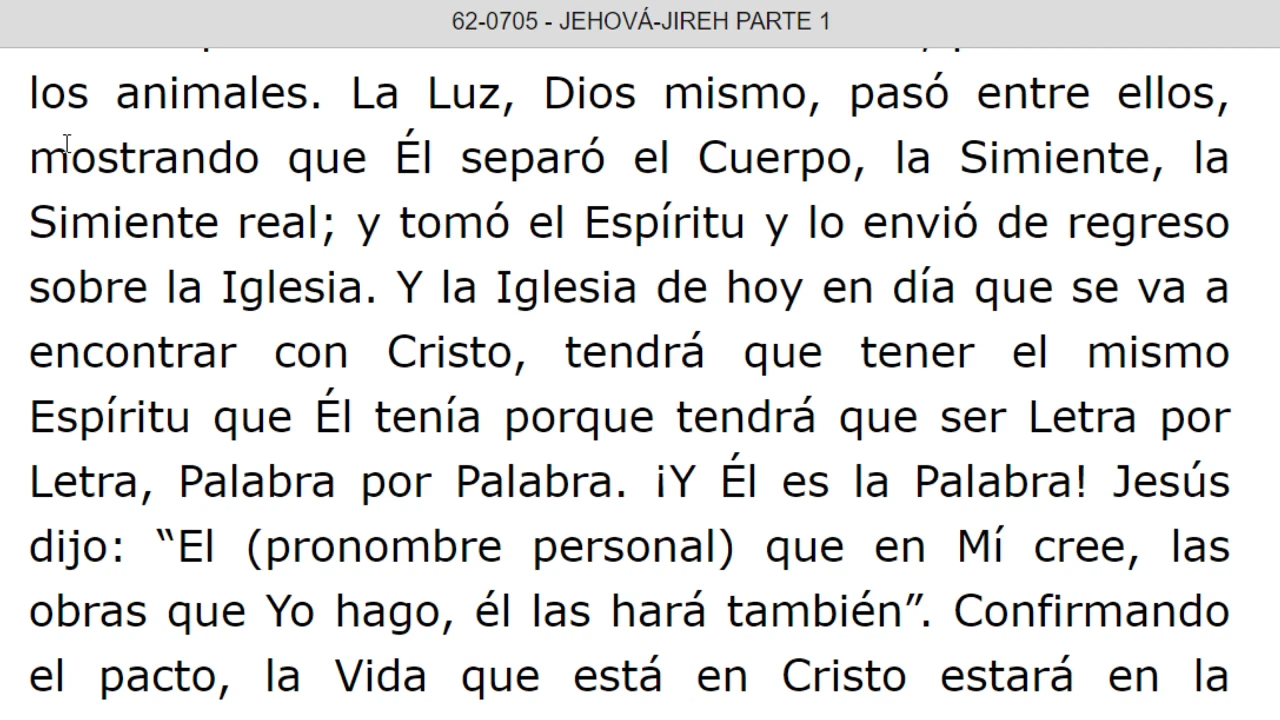 62-0705 - JEHOVÁ-JIREH PARTE 1
los animales. La Luz, Dios mismo, pasó entre ellos,
mostrando que Él separó el Cuerpo, la Simiente, la
Simiente real; y tomó el Espíritu y lo envió de regreso
sobre la Iglesia. Y la Iglesia de hoy en día que se va a
encontrar con Cristo, tendrá que tener el mismo
Espíritu que Él tenía porque tendrá que ser Letra por
Letra, Palabra por Palabra. ¡Y Él es la Palabra! Jesús
dijo: “El (pronombre personal) que en Mí cree, las
obras que Yo hago, él las hará también”. Confirmando
el pacto, la Vida que está en Cristo estará en la